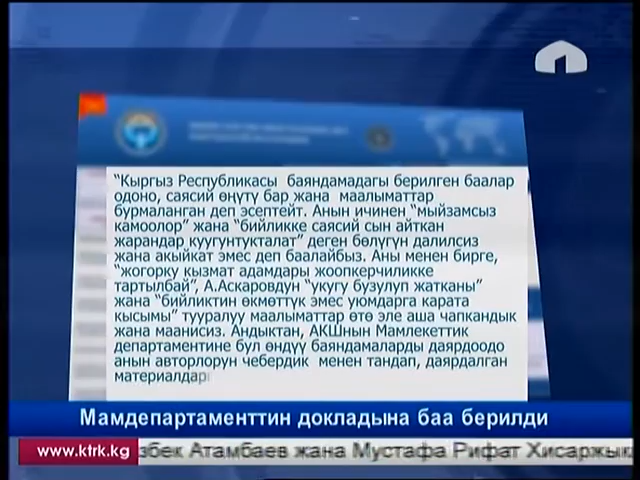 “Кыргыз Республикасы баяндамадагы берилген баалар
одоно, саясий өңүтү бар жана маалыматтар
бурмаланган деп эсептейт. Анын ичинен “мыйзамсыз
камоолор” жана “бийликке саясий сын айткан
жарандар куугунтукталат” деген бөлүгүн далилсиз
жана акыйкат эмес деп баалайбыз. Аны менен бирге,
“жогорку кызмат адамдары жоопкерчиликке
тартылбай”, А.Аскаровдун “укугу бузулуп жатканы”
жана “бийликтин өкмөттүк эмес уюмдарга карата
кысымы” тууралуу маалыматтар өтө эле аша чапкандык
жана маанисиз. Андыктан, АКШнын Мамлекеттик
департаментине бул өндүү баяндамаларды даярдоодо
анын авторлорун чебердик менен тандап, даярдалган
материалдар
Мамдепартаменттин докладына баа берилди
www.ktrk.kg
збек Атамбаев жана Мустафа Рифат Хисаржык